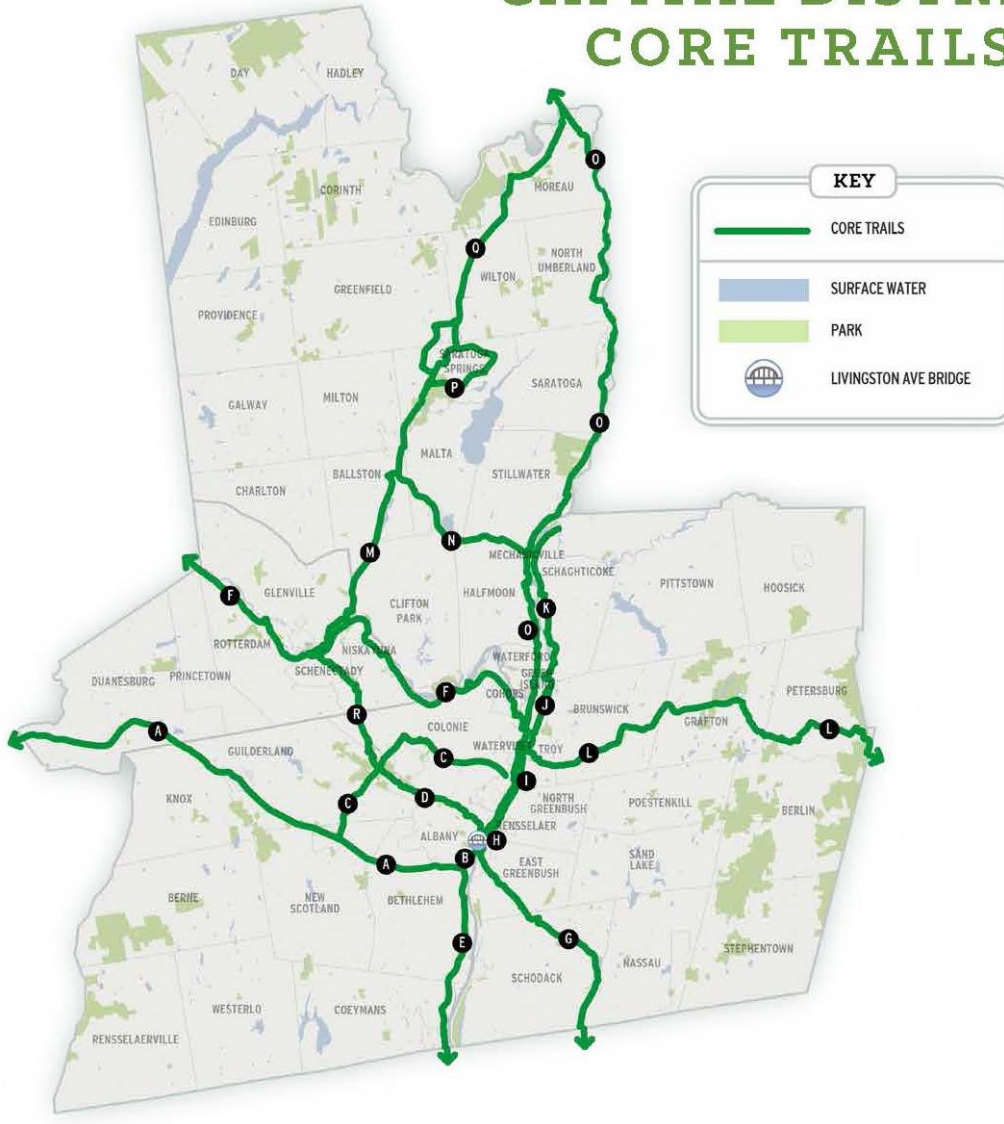 CORE TRAILS
KEY
CORE TRAILS
SURFACE WATER
PARK
LIVINGSTON AVE BRIDGE
DAY
HADLEY
O
MOREAU
CORINTH
EDINBURG
Q
NORTH
UMBERLAND
WILTON
GREENFIELD
PROVIDENCE
SARATOGA
SPRINGS
P
SARATOGA
MILTON
GALWAY
O
MALTA
BALLSTON
STILLWATER
CHARLTON
N
M
MECHANICVILLE
SCHAGHTICOKE
PITTSTOWN
HOOSICK
F
GLENVILLE
HALFMOON
CLIFTON
PARK
K
O
ROTTERDAM
NISKAYUNA
WATERFORD
SCHENECTADY
GREEN
ISLAND
DUANESBURG
PRINCETOWN
F
COHOES
PETERSBURG
J
BRUNSWICK
R
GRAFTON
A
COLONIE
L
GUILDERLAND
WATERVLIET
TROY
L
C
I
KNOX
C
D
NORTH
GREENBUSH
POESTENKILL
BERLIN
RENSSELAER
ALBANY
H
A
B
EAST
GREENBUSH
SAND
LAKE
BERNE
NEW
SCOTLAND
BETHLEHEM
E
G
STEPHENTOWN
NASSAU
SCHODACK
WESTERLO
COEYMANS
RENSSELAERVILLE